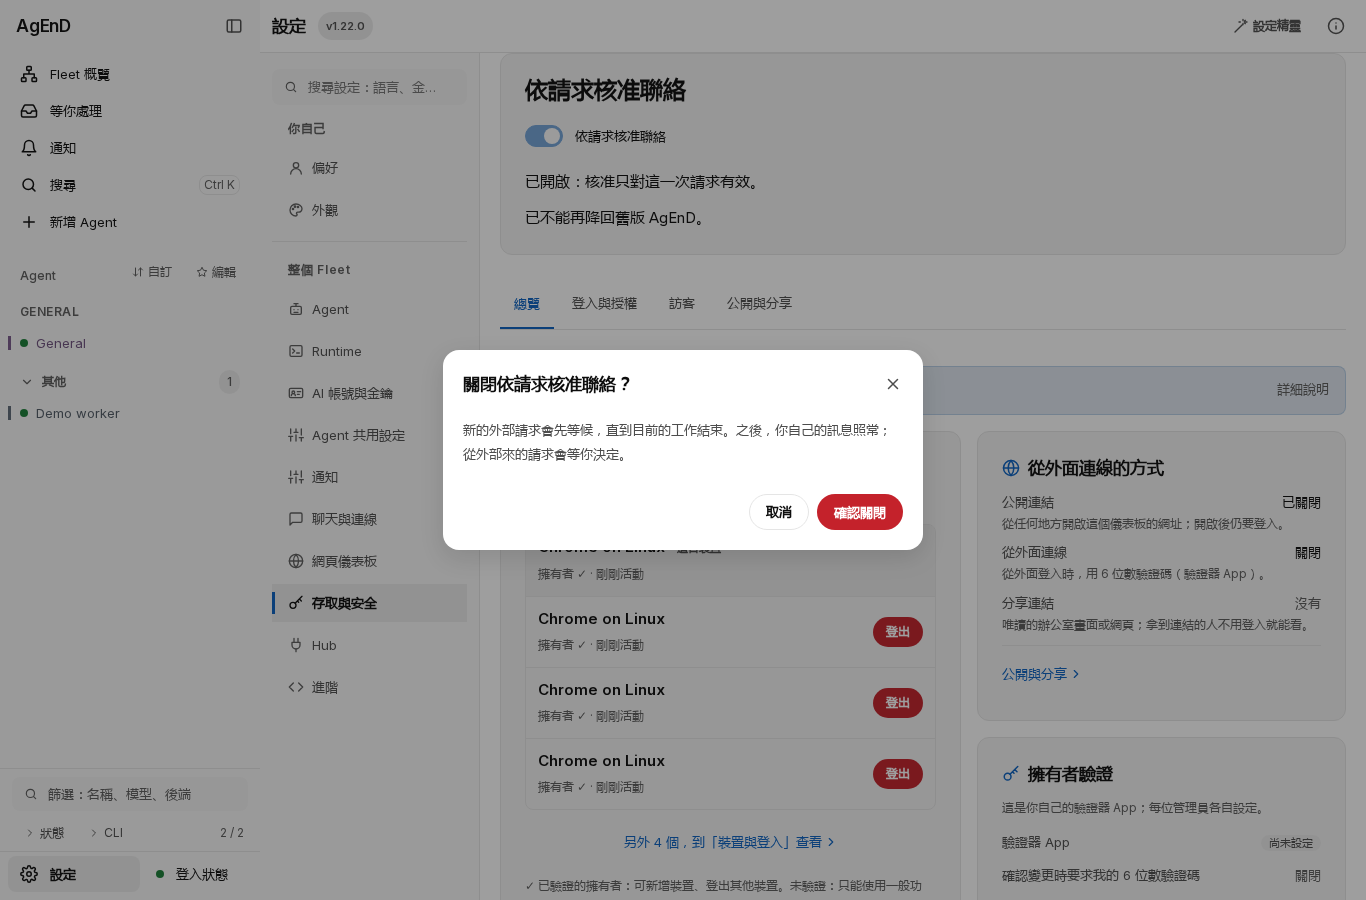 AgEnD
Fleet 概覽
等你處理
通知
搜尋
Ctrl K
新增 Agent
Agent
自訂
編輯
GENERAL
General
其他
1
Demo worker
篩選：名稱、模型、後端
狀態
CLI
2 / 2
設定
登入狀態
設定
v1.22.0
設定精靈
搜尋設定：語言、金…
你自己
偏好
外觀
整個 Fleet
Agent
Runtime
AI 帳號與金鑰
Agent 共用設定
通知
聊天與連線
網頁儀表板
存取與安全
Hub
進階
依請求核准聯絡
依請求核准聯絡
已開啟：核准只對這一次請求有效。
已不能再降回舊版 AgEnD。
總覽
登入與授權
訪客
公開與分享
詳細說明
關閉依請求核准聯絡？
新的外部請求會先等候，直到目前的工作結束。之後，你自己的訊息照常；
從外部來的請求會等你決定。
取消
確認關閉
Chrome on Linux
擁有者 ✓ · 剛剛活動
Chrome on Linux
擁有者 ✓ · 剛剛活動
登出
Chrome on Linux
擁有者 ✓ · 剛剛活動
登出
Chrome on Linux
擁有者 ✓ · 剛剛活動
登出
另外 4 個，到「裝置與登入」查看
✓ 已驗證的擁有者：可新增裝置、登出其他裝置。未驗證：只能使用一般功
從外面連線的方式
公開連結
已關閉
從任何地方開啟這個儀表板的網址；開啟後仍要登入。
從外面連線
關閉
從外面登入時，用 6 位數驗證碼（驗證器 App）。
分享連結
沒有
唯讀的辦公室畫面或網頁；拿到連結的人不用登入就能看。
公開與分享
擁有者驗證
這是你自己的驗證器 App；每位管理員各自設定。
驗證器 App
尚未設定
確認變更時要求我的 6 位數驗證碼
關閉